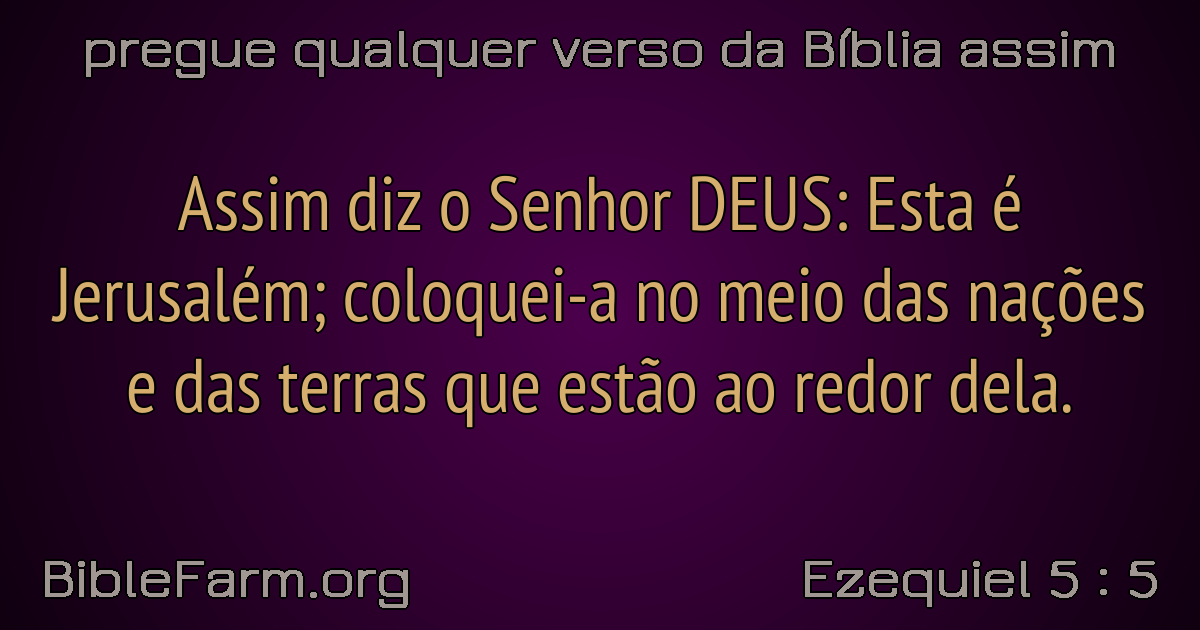 pregue qualquer verso da Bíblia assim
Assim diz o Senhor DEUS: Esta é
Jerusalém; coloquei-a no meio das nações
e das terras que estão ao redor dela.
BibleFarm.org
Ezequiel 5 : 5